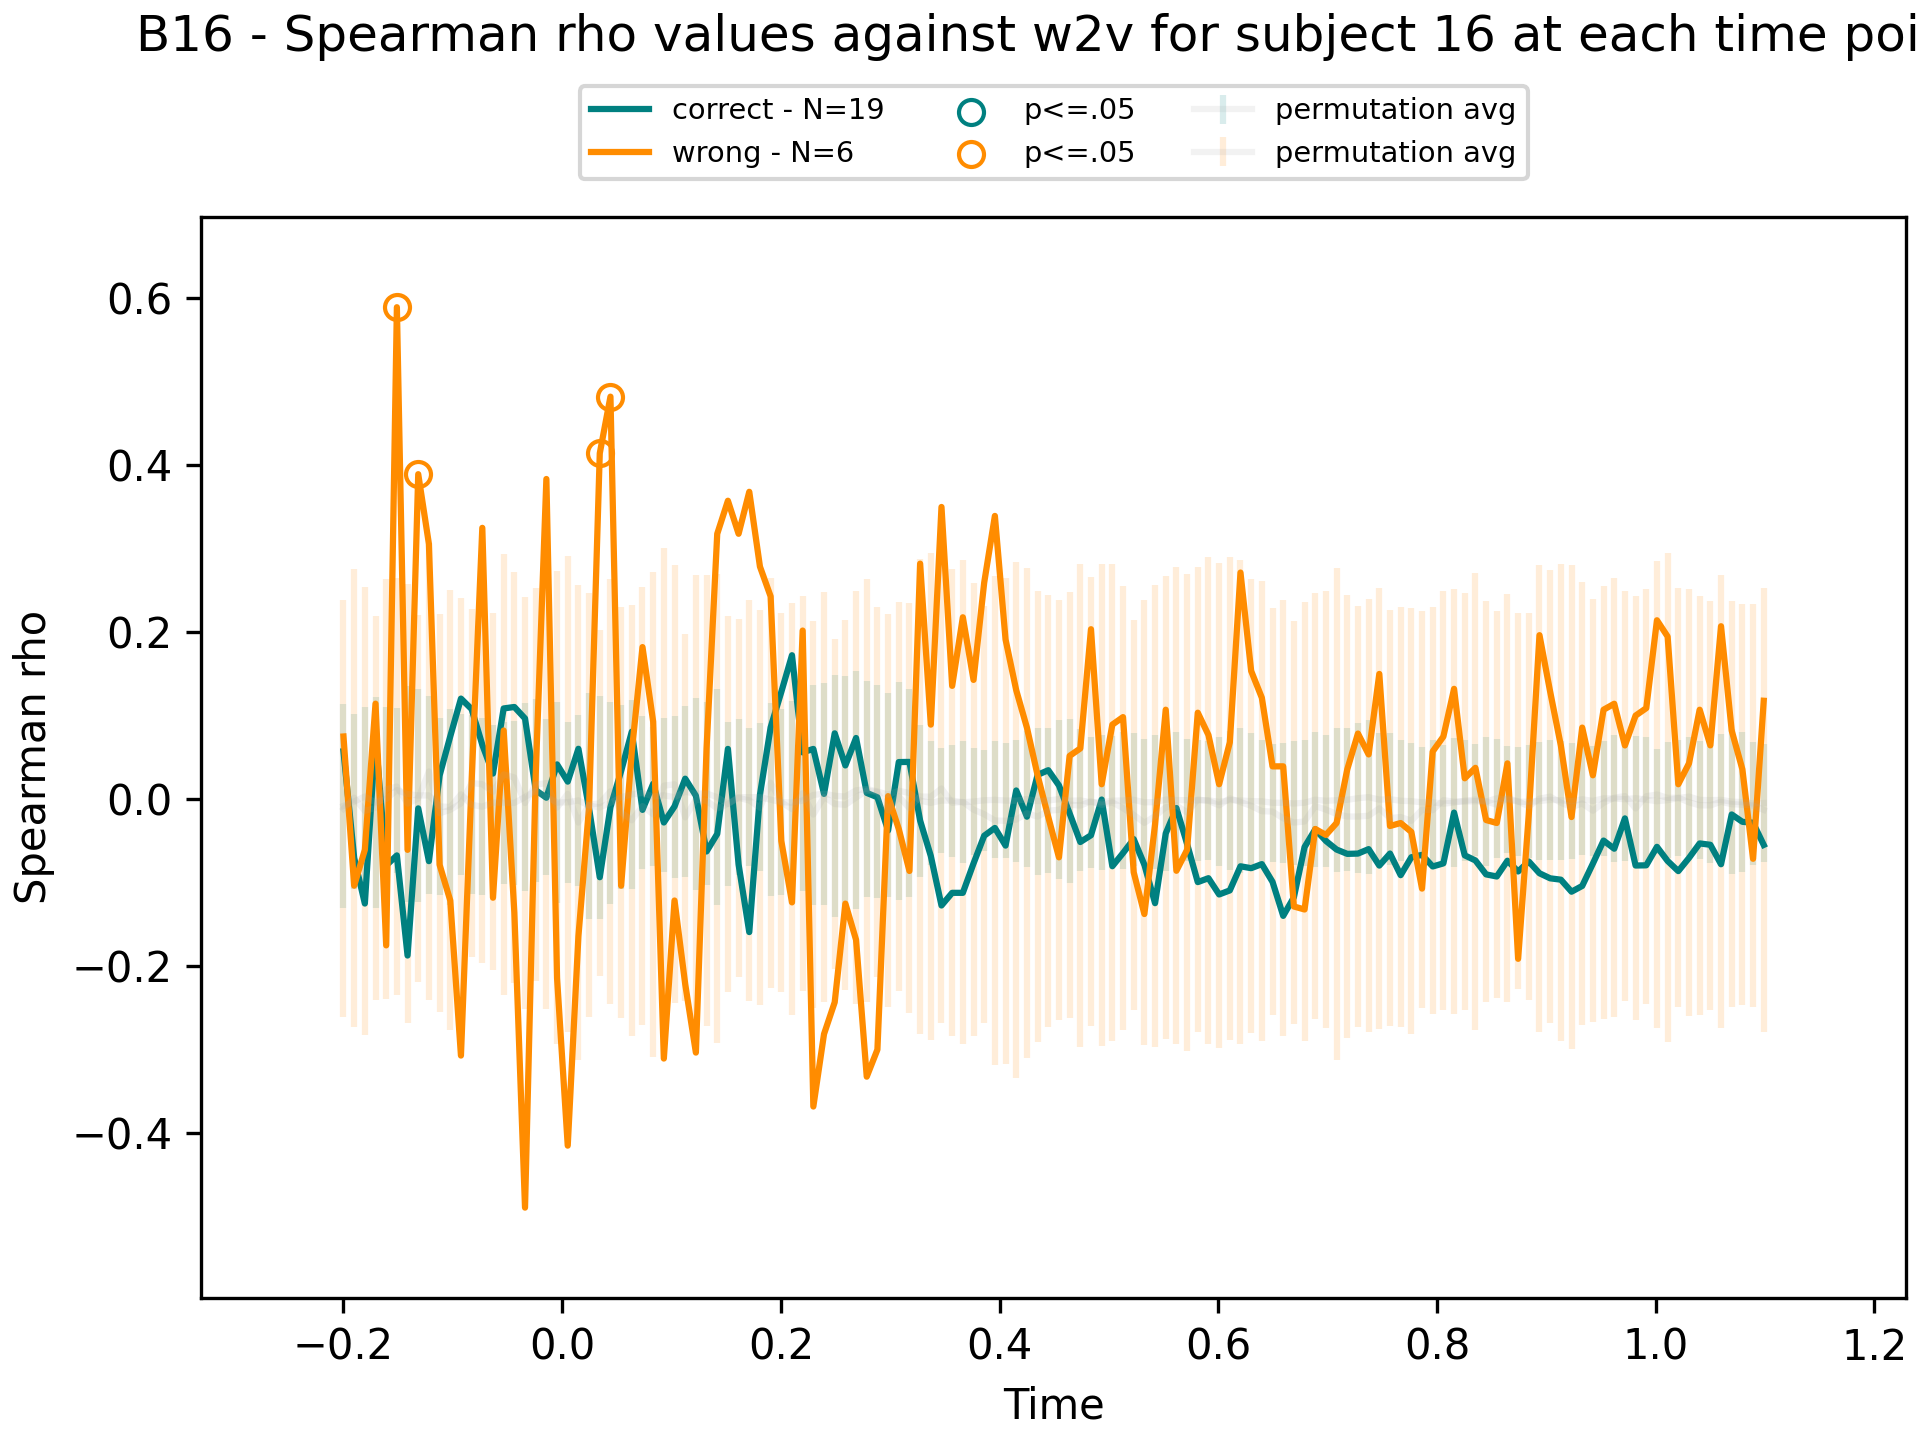 B16 - Spearman rho values against w2v for subject 16 at each time poi
correct - N=19
wrong - N=6
p<=.05
p<=.05
permutation avg
permutation avg
Spearman rho
0.6
0.4
0.2
0.0
−0.2
−0.4
−0.2 0.0 0.2 0.4 0.6 0.8 1.0 1.2
Time